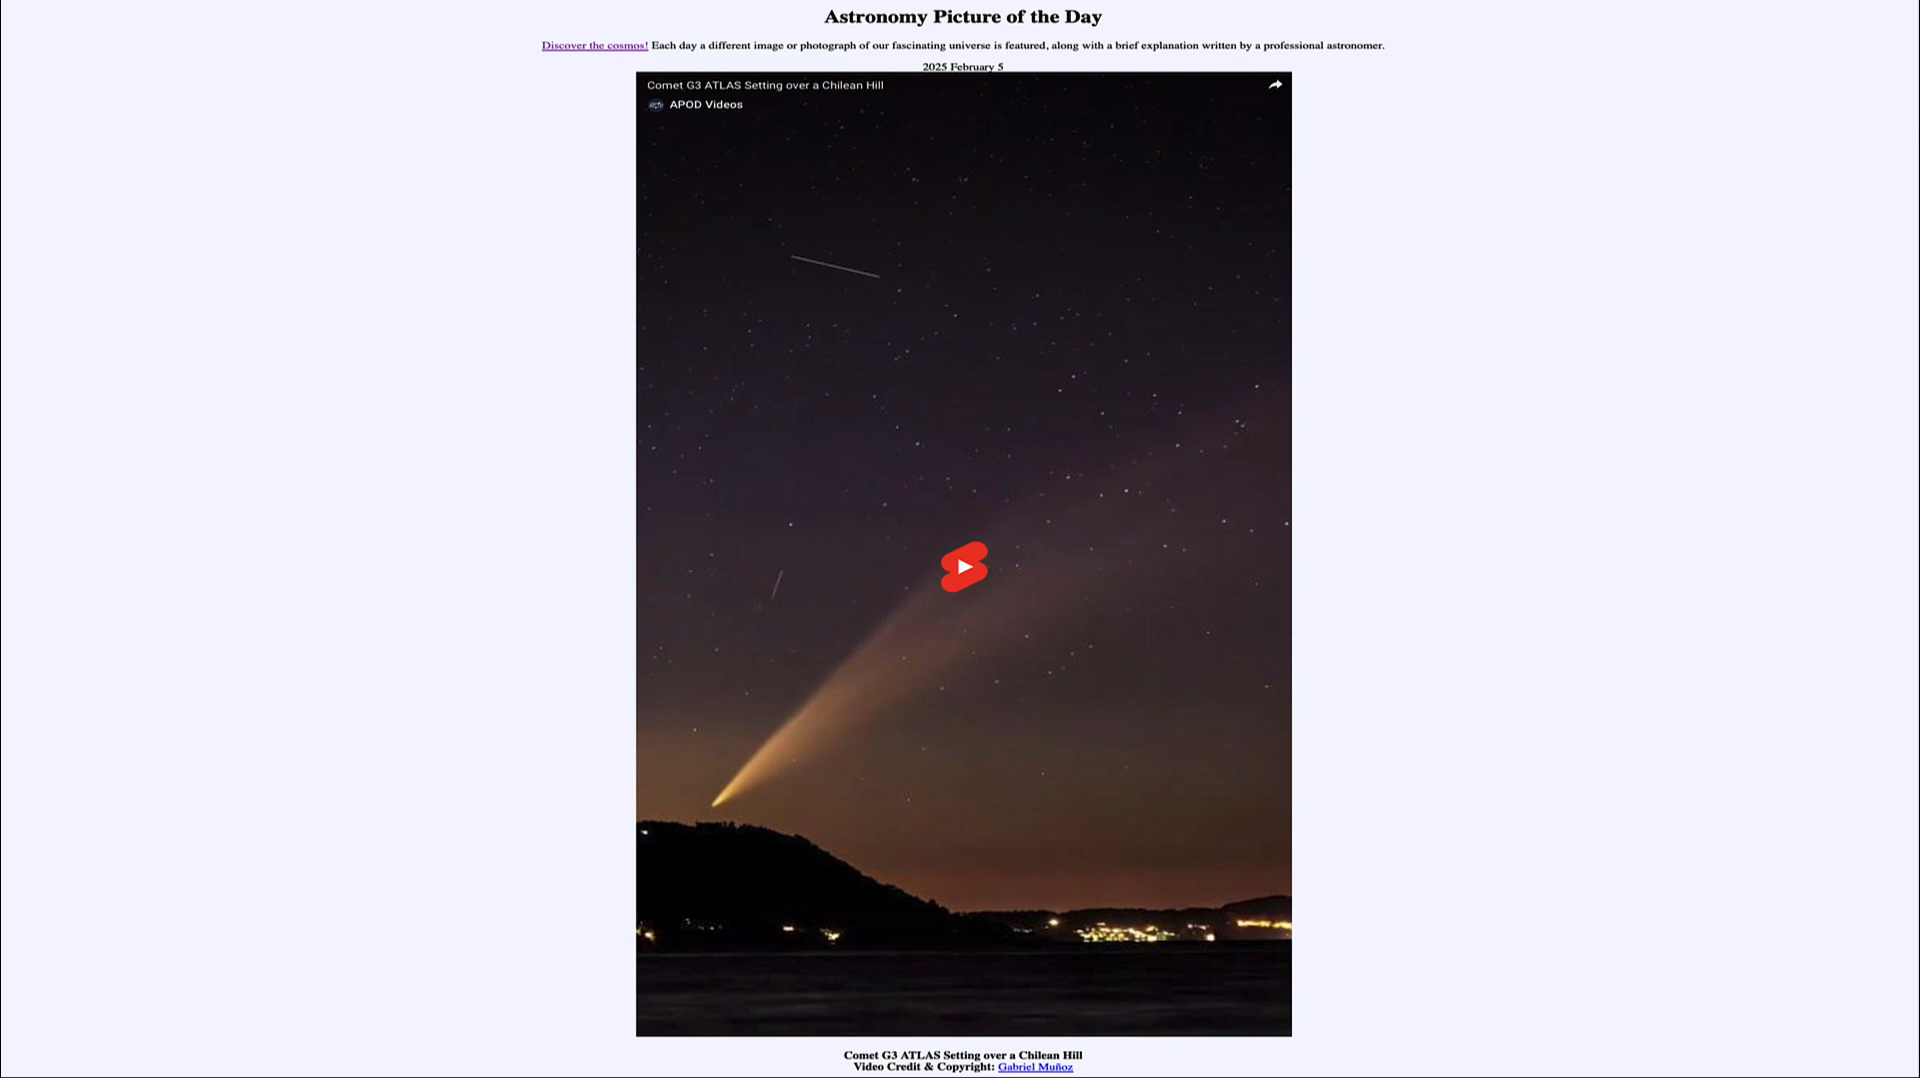 Astronomy Picture of the Day
Discover the cosmos! Each day a different image or photograph of our fascinating universe is featured, along with a brief explanation written by a professional astronomer.
2025 February 5
Comet G3 ATLAS Setting over a Chilean Hill
APOD Videos
Comet G3 ATLAS Setting over a Chilean Hill
Video Credit & Copyright: Gabriel Muñoz